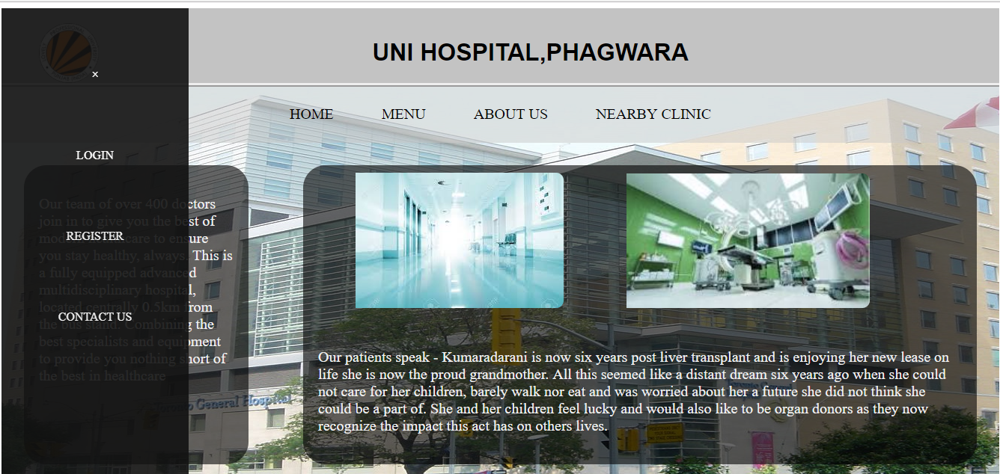 UNI HOSPITAL,PHAGWARA
x
HOME MENU ABOUT US NEARBY CLINIC
LOGIN
REGISTER
CONTACT US
Our team of over 400 doctors
join in to give you the best of
modern healthcare to ensure
you stay healthy, always. This is
a fully equipped advanced
multidisciplinary hospital,
located centrally 0.5km from
the bus stand. Combining the
best specialists and equipment
to provide you nothing short of
the best in healthcare
Our patients speak - Kumaradarani is now six years post liver transplant and is enjoying her new lease on
life she is now the proud grandmother. All this seemed like a distant dream six years ago when she could
not care for her children, barely walk nor eat and was worried about her a future she did not think she
could be a part of. She and her children feel lucky and would also like to be organ donors as they now
recognize the impact this act has on others lives.
Toronto General Hospital